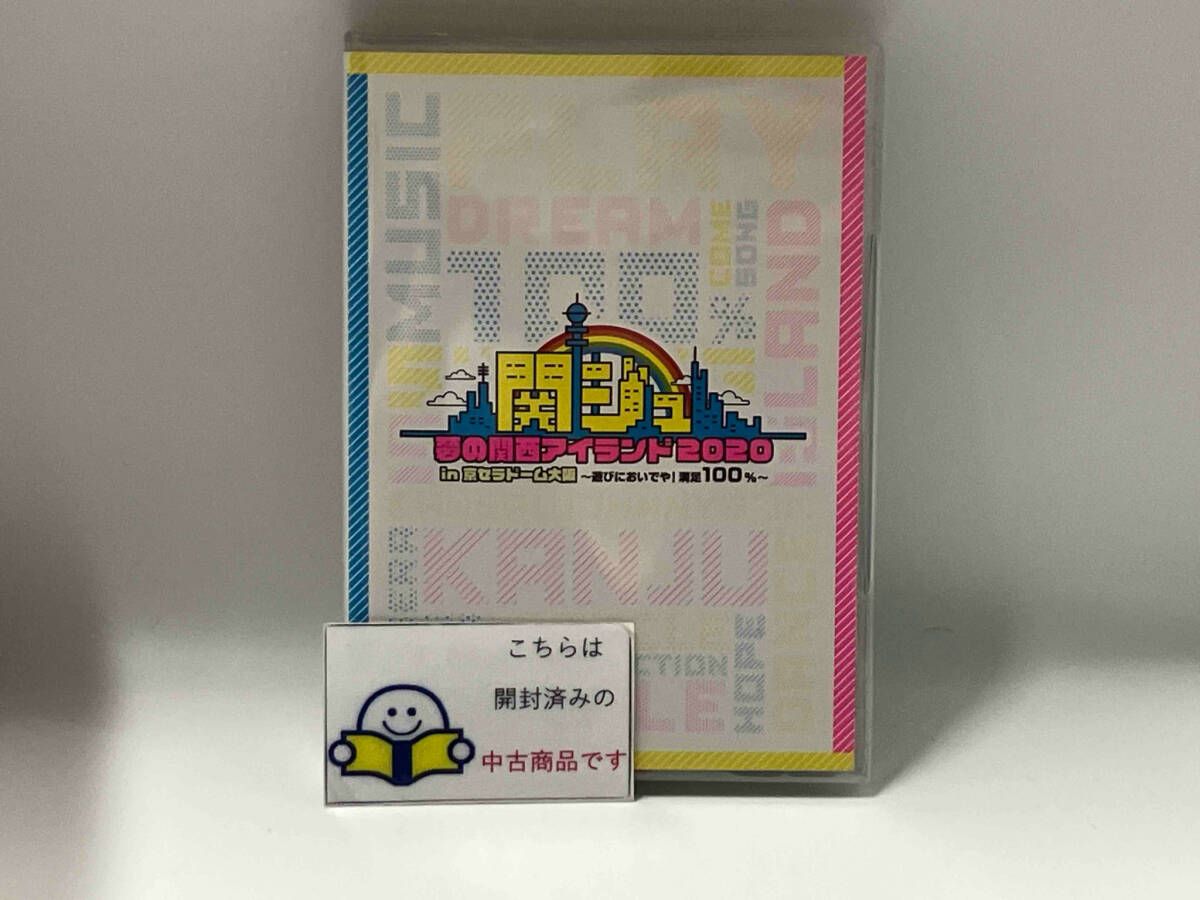 PLAY
MUSIC
DREAM
COME
SONG
100%
ISLAND
関ジュ
夢の関西アイランド2020
in 京セラドーム大阪 ～遊びにおいでや!満足100%～
KANJU
SMILE
HOPE
こちらは
開封済みの
中古商品です